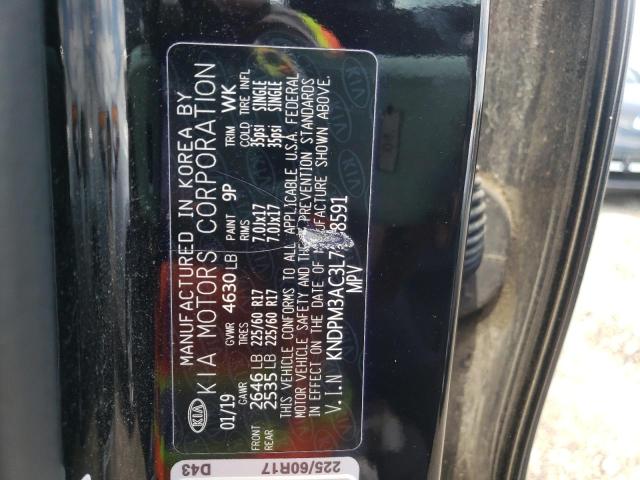 MANUFACTURED IN KOREA BY
KIA MOTORS CORPORATION
KIA
01/19 GVWR 4630 LB PAINT 9P TRIM WK
GAWR TIRES RIMS COLD TIRE INFL
FRONT 2646 LB 225/60 R17 7.0Jx17 35psi SINGLE
REAR 2535 LB 225/60 R17 7.0Jx17 35psi SINGLE
THIS VEHICLE CONFORMS TO ALL APPLICABLE U.S.A. FEDERAL
MOTOR VEHICLE SAFETY AND THEFT PREVENTION STANDARDS
IN EFFECT ON THE DATE OF MANUFACTURE SHOWN ABOVE.
V.I.N KNDPM3AC3L7 8591
MPV
D43
225/60R17